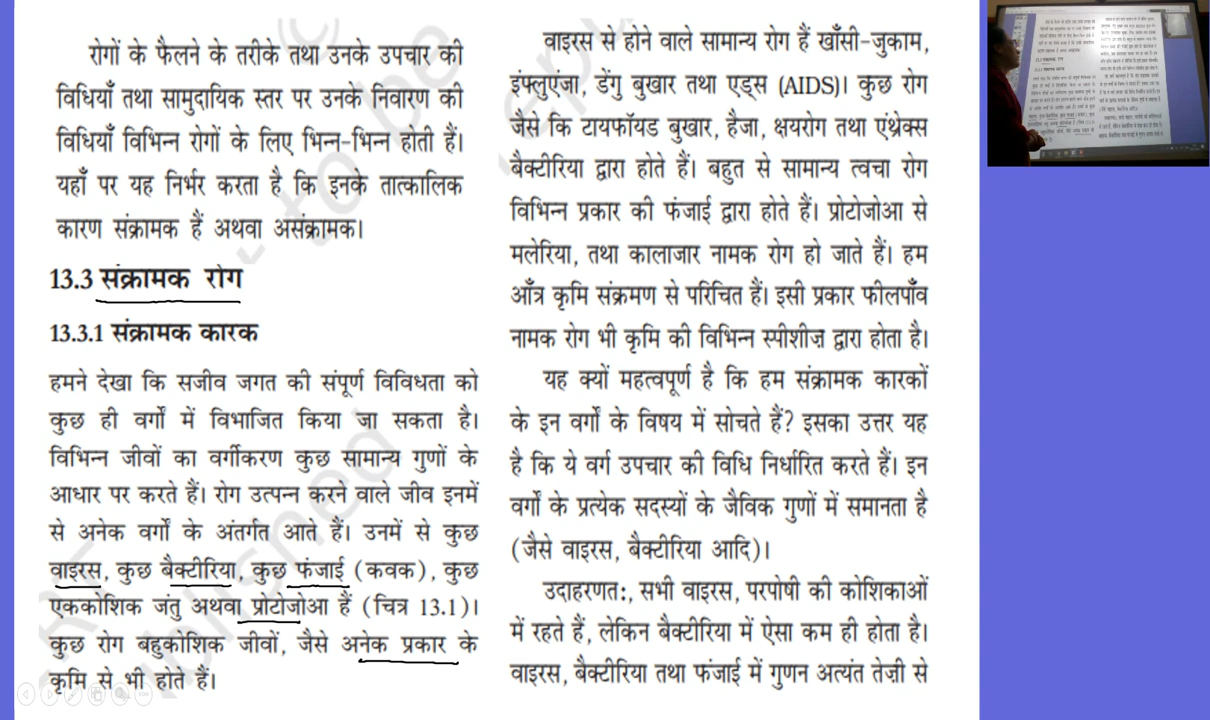 रोगों के फैलने के तरीके तथा उनके उपचार की
विधियाँ तथा सामुदायिक स्तर पर उनके निवारण की
विधियाँ विभिन्न रोगों के लिए भिन्न-भिन्न होती हैं।
यहाँ पर यह निर्भर करता है कि इनके तात्कालिक
कारण संक्रामक हैं अथवा असंक्रामक।
13.3 संक्रामक रोग
13.3.1 संक्रामक कारक
हमने देखा कि सजीव जगत की संपूर्ण विविधता को
कुछ ही वर्गों में विभाजित किया जा सकता है।
विभिन्न जीवों का वर्गीकरण कुछ सामान्य गुणों के
आधार पर करते हैं। रोग उत्पन्न करने वाले जीव इनमें
से अनेक वर्गों के अंतर्गत आते हैं। उनमें से कुछ
वाइरस, कुछ बैक्टीरिया, कुछ फंजाई (कवक), कुछ
एककोशिक जंतु अथवा प्रोटोजोआ हैं (चित्र 13.1)।
कुछ रोग बहुकोशिक जीवों, जैसे अनेक प्रकार के
कृमि से भी होते हैं।
वाइरस से होने वाले सामान्य रोग हैं खाँसी-जुकाम,
इंफ्लुएंजा, डेंगु बुखार तथा एड्स (AIDS)। कुछ रोग
जैसे कि टायफॉयड बुखार, हैजा, क्षयरोग तथा एंथ्रेक्स
बैक्टीरिया द्वारा होते हैं। बहुत से सामान्य त्वचा रोग
विभिन्न प्रकार की फंजाई द्वारा होते हैं। प्रोटोजोआ से
मलेरिया, तथा कालाजार नामक रोग हो जाते हैं। हम
आँत्र कृमि संक्रमण से परिचित हैं। इसी प्रकार फीलपाँव
नामक रोग भी कृमि की विभिन्न स्पीशीज़ द्वारा होता है।
यह क्यों महत्वपूर्ण है कि हम संक्रामक कारकों
के इन वर्गों के विषय में सोचते हैं? इसका उत्तर यह
है कि ये वर्ग उपचार की विधि निर्धारित करते हैं। इन
वर्गों के प्रत्येक सदस्यों के जैविक गुणों में समानता है
(जैसे वाइरस, बैक्टीरिया आदि)।
उदाहरणतः, सभी वाइरस, परपोषी की कोशिकाओं
में रहते हैं, लेकिन बैक्टीरिया में ऐसा कम ही होता है।
वाइरस, बैक्टीरिया तथा फंजाई में गुणन अत्यंत तेज़ी से